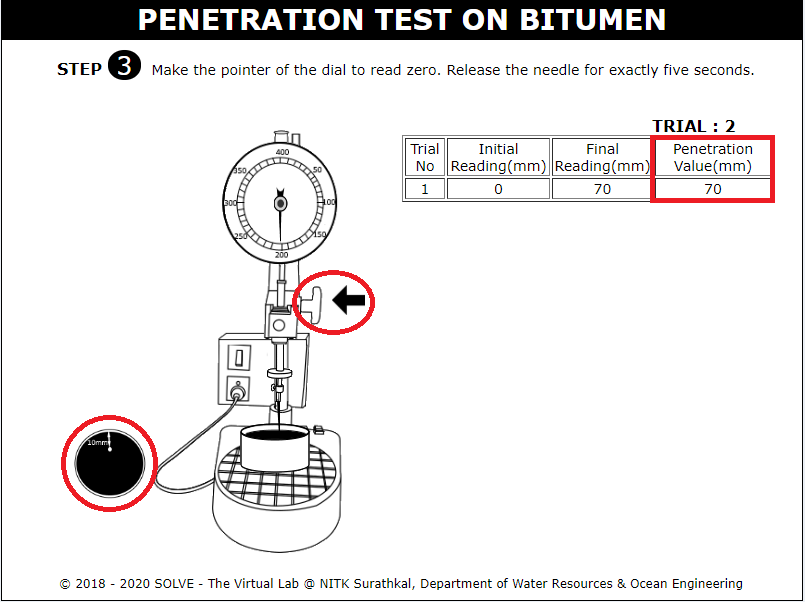 PENETRATION TEST ON BITUMEN
STEP 3 Make the pointer of the dial to read zero. Release the needle for exactly five seconds.
TRIAL : 2
Trial No Initial Reading(mm) Final Reading(mm) Penetration Value(mm)
1 0 70 70
400
350 50
300 100
250 150
200
10mm
© 2018 - 2020 SOLVE - The Virtual Lab @ NITK Surathkal, Department of Water Resources & Ocean Engineering